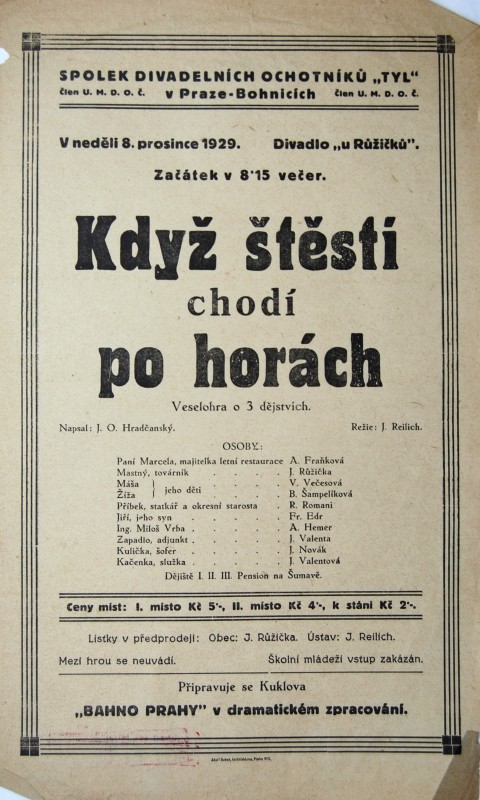 SPOLEK DIVADELNÍCH OCHOTNÍKŮ „TYL“
člen U. M. D. O. č. v Praze-Bohnicích člen U. M. D. O. č.
V neděli 8. prosince 1929. Divadlo „u Růžičků“.
Začátek v 8·15 večer.
Když štěstí
chodí
po horách
Veselohra o 3 dějstvích.
Napsal: J. O. Hradčanský. Režie: J. Reilich.
OSOBY:
Paní Marcela, majitelka letní restaurace A. Fraňková
Mastný, továrník . . . . J. Růžička
Máša } jeho děti . . . . V. Večesová
Žíža B. Šampelíková
Příbek, statkář a okresní starosta . R. Romani
Jiří, jeho syn . . . . . Fr. Edr
Ing. Miloš Vrba . . . . . A. Hemer
Zapadlo, adjunkt . . . . . J. Valenta
Kulička, šofer . . . . J. Novák
Kačenka, služka . . . . . J. Valentová
Dějiště I. II. III. Pension na Šumavě.
Ceny míst: I. místo Kč 5·-, II. místo Kč 4·-, k stání Kč 2·-.
Lístky v předprodeji: Obec: J. Růžička. Ústav: J. Reilich.
Mezi hrou se neuvádí. Školní mládeži vstup zakázán.
Připravuje se Kuklova
„BAHNO PRAHY“ v dramatickém zpracování.